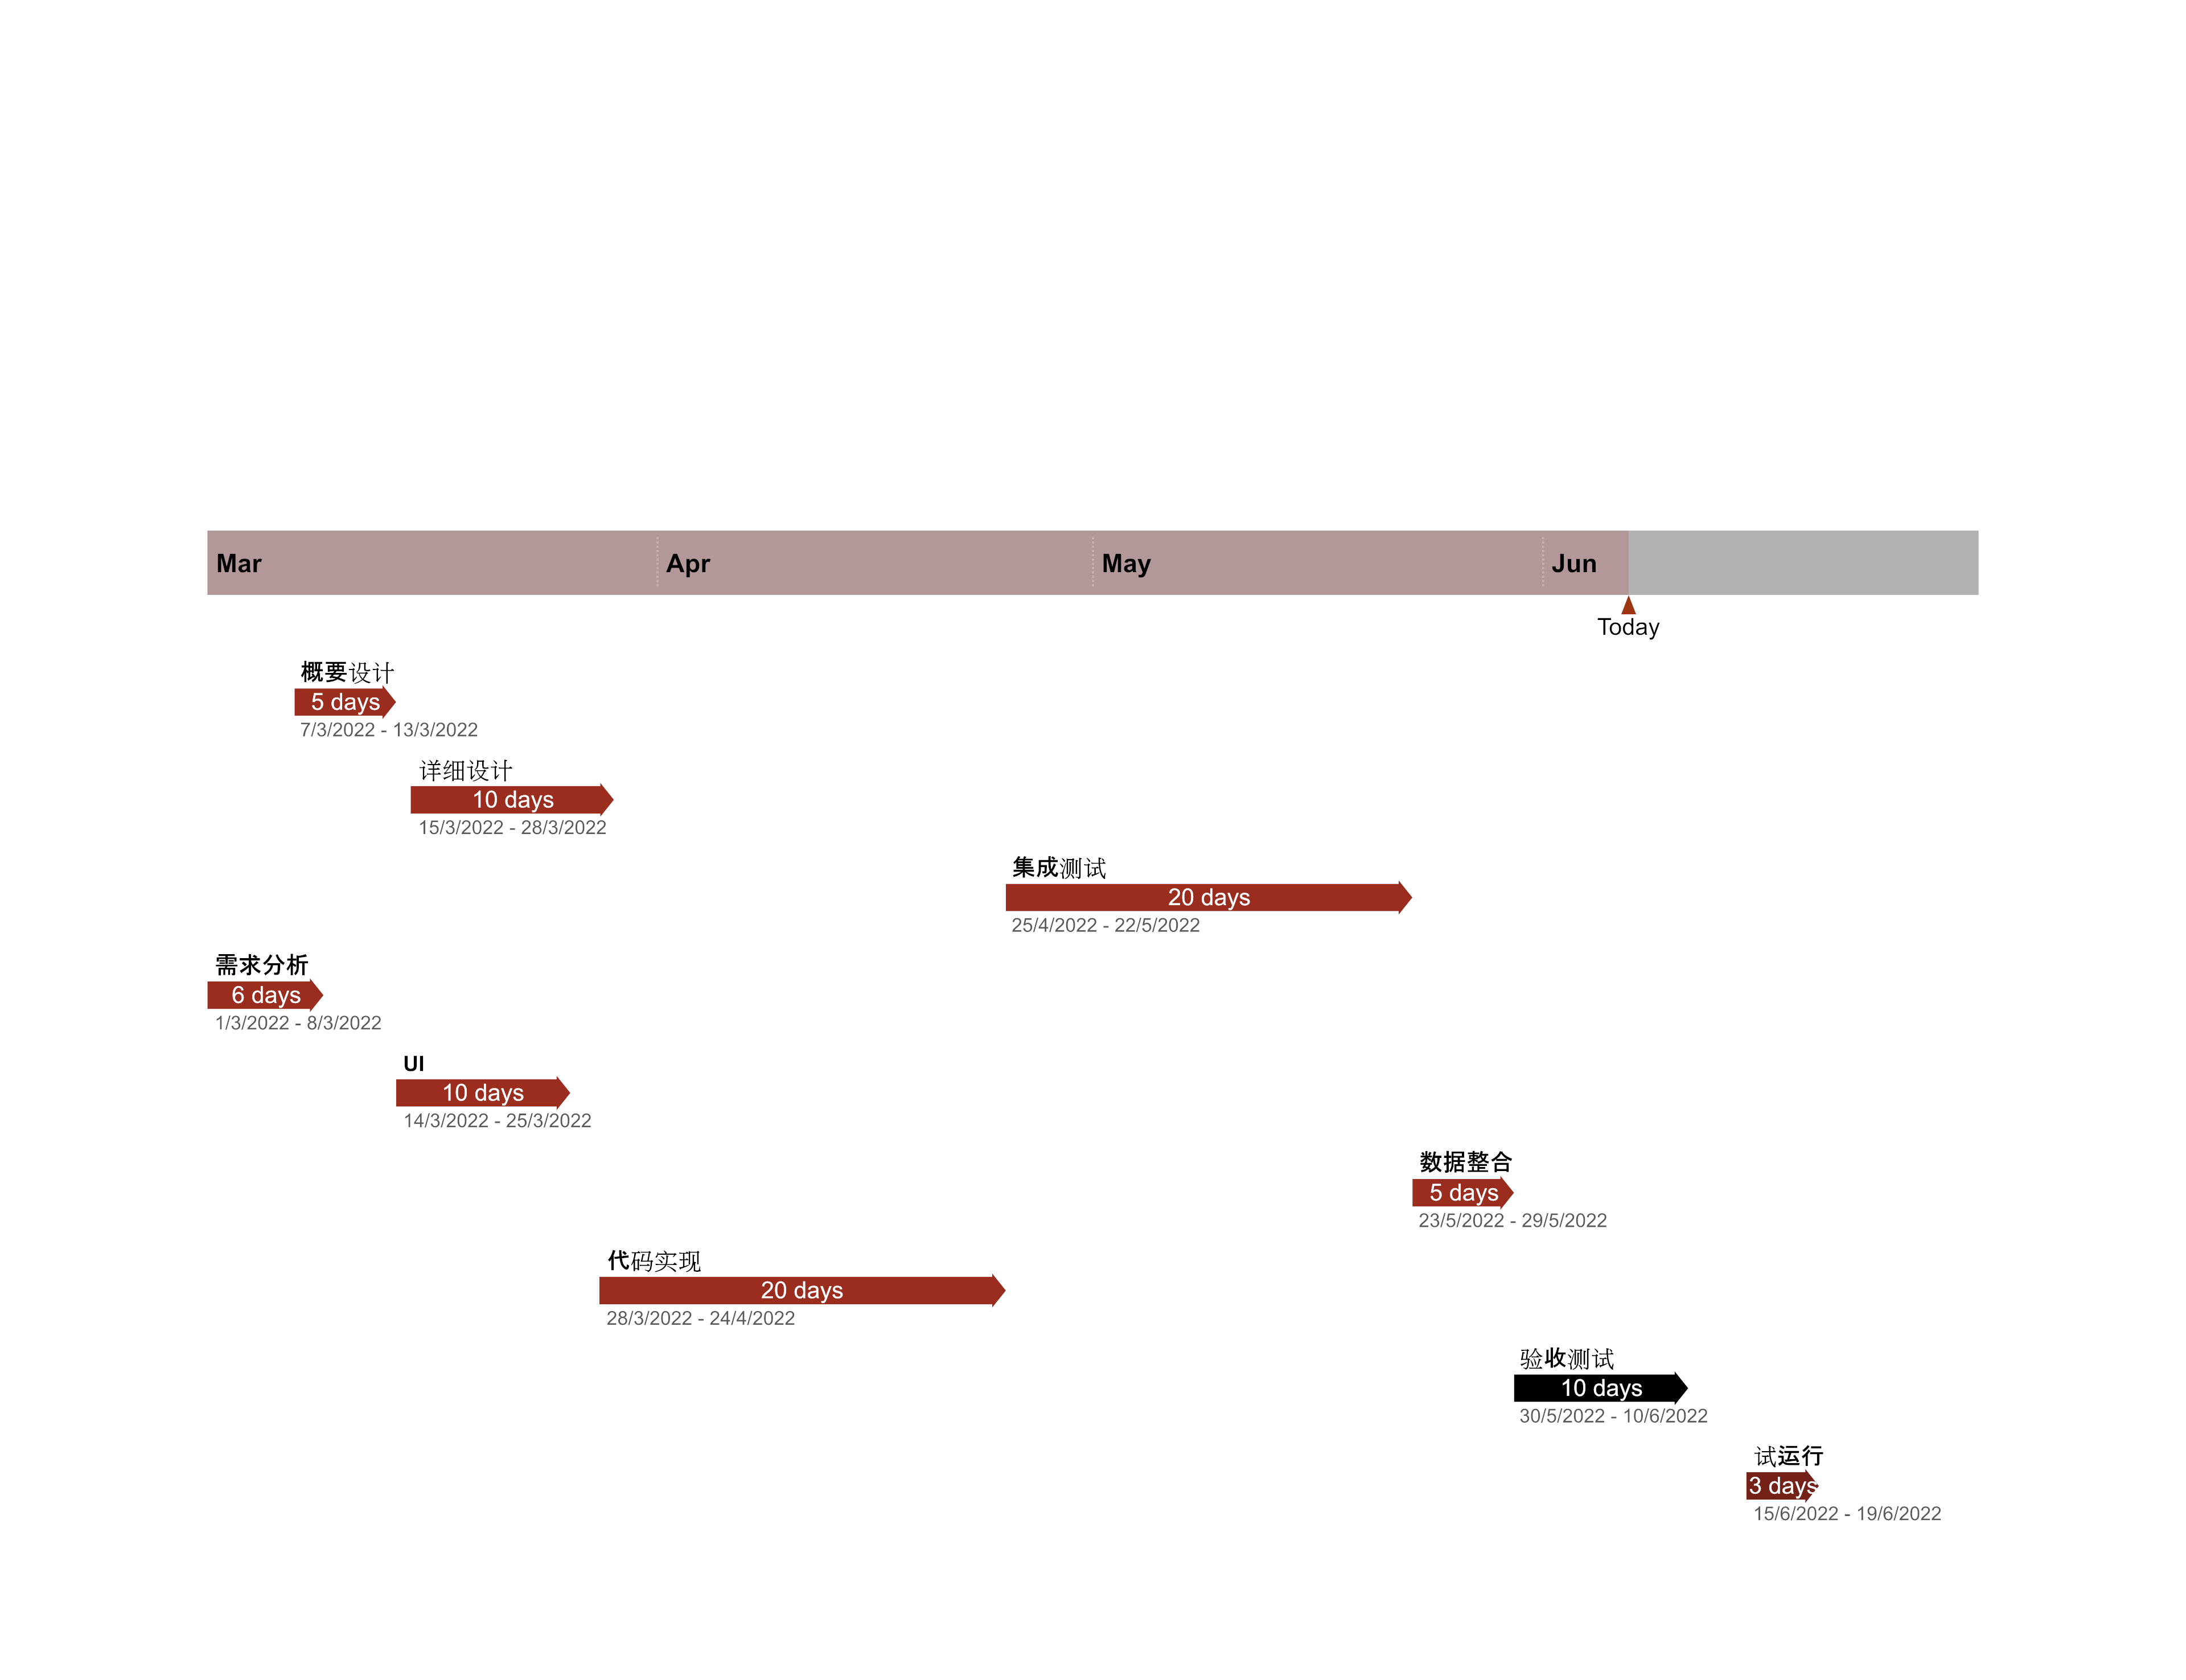 Mar Apr May Jun
Today
概要设计
5 days
7/3/2022 - 13/3/2022
详细设计
10 days
15/3/2022 - 28/3/2022
集成测试
20 days
25/4/2022 - 22/5/2022
需求分析
6 days
1/3/2022 - 8/3/2022
UI
10 days
14/3/2022 - 25/3/2022
数据整合
5 days
23/5/2022 - 29/5/2022
代码实现
20 days
28/3/2022 - 24/4/2022
验收测试
10 days
30/5/2022 - 10/6/2022
试运行
3 days
15/6/2022 - 19/6/2022